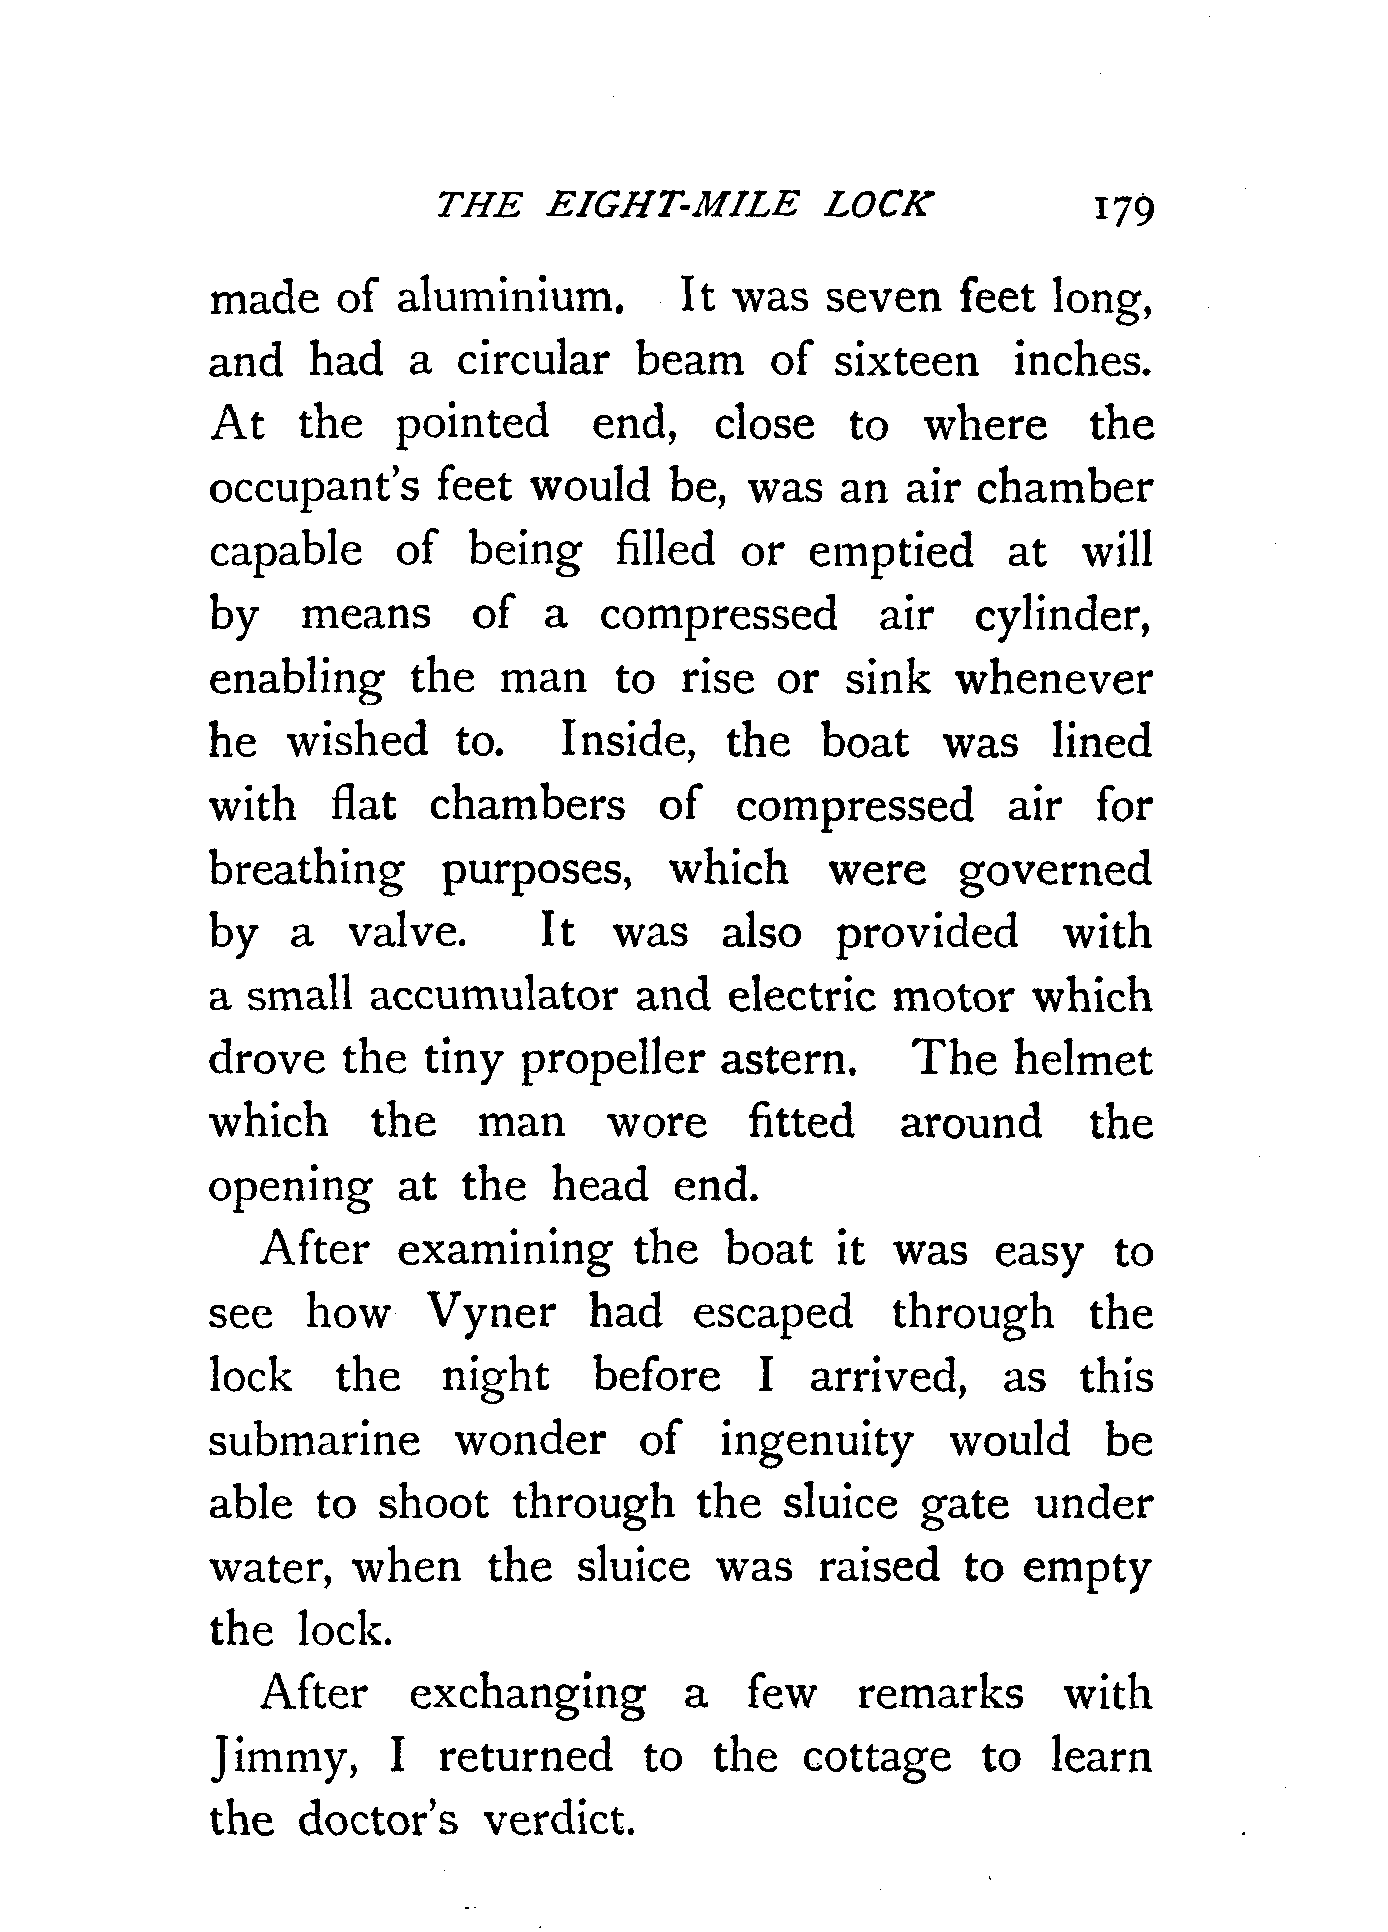 THE EIGHT-MILE LOCK 179
made of aluminium. It was seven feet long,
and had a circular beam of sixteen inches.
At the pointed end, close to where the
occupant's feet would be, was an air chamber
capable of being filled or emptied at will
by means of a compressed air cylinder,
enabling the man to rise or sink whenever
he wished to. Inside, the boat was lined
with flat chambers of compressed air for
breathing purposes, which were governed
by a valve. It was also provided with
a small accumulator and electric motor which
drove the tiny propeller astern. The helmet
which the man wore fitted around the
opening at the head end.
After examining the boat it was easy to
see how Vyner had escaped through the
lock the night before I arrived, as this
submarine wonder of ingenuity would be
able to shoot through the sluice gate under
water, when the sluice was raised to empty
the lock.
After exchanging a few remarks with
Jimmy, I returned to the cottage to learn
the doctor's verdict.